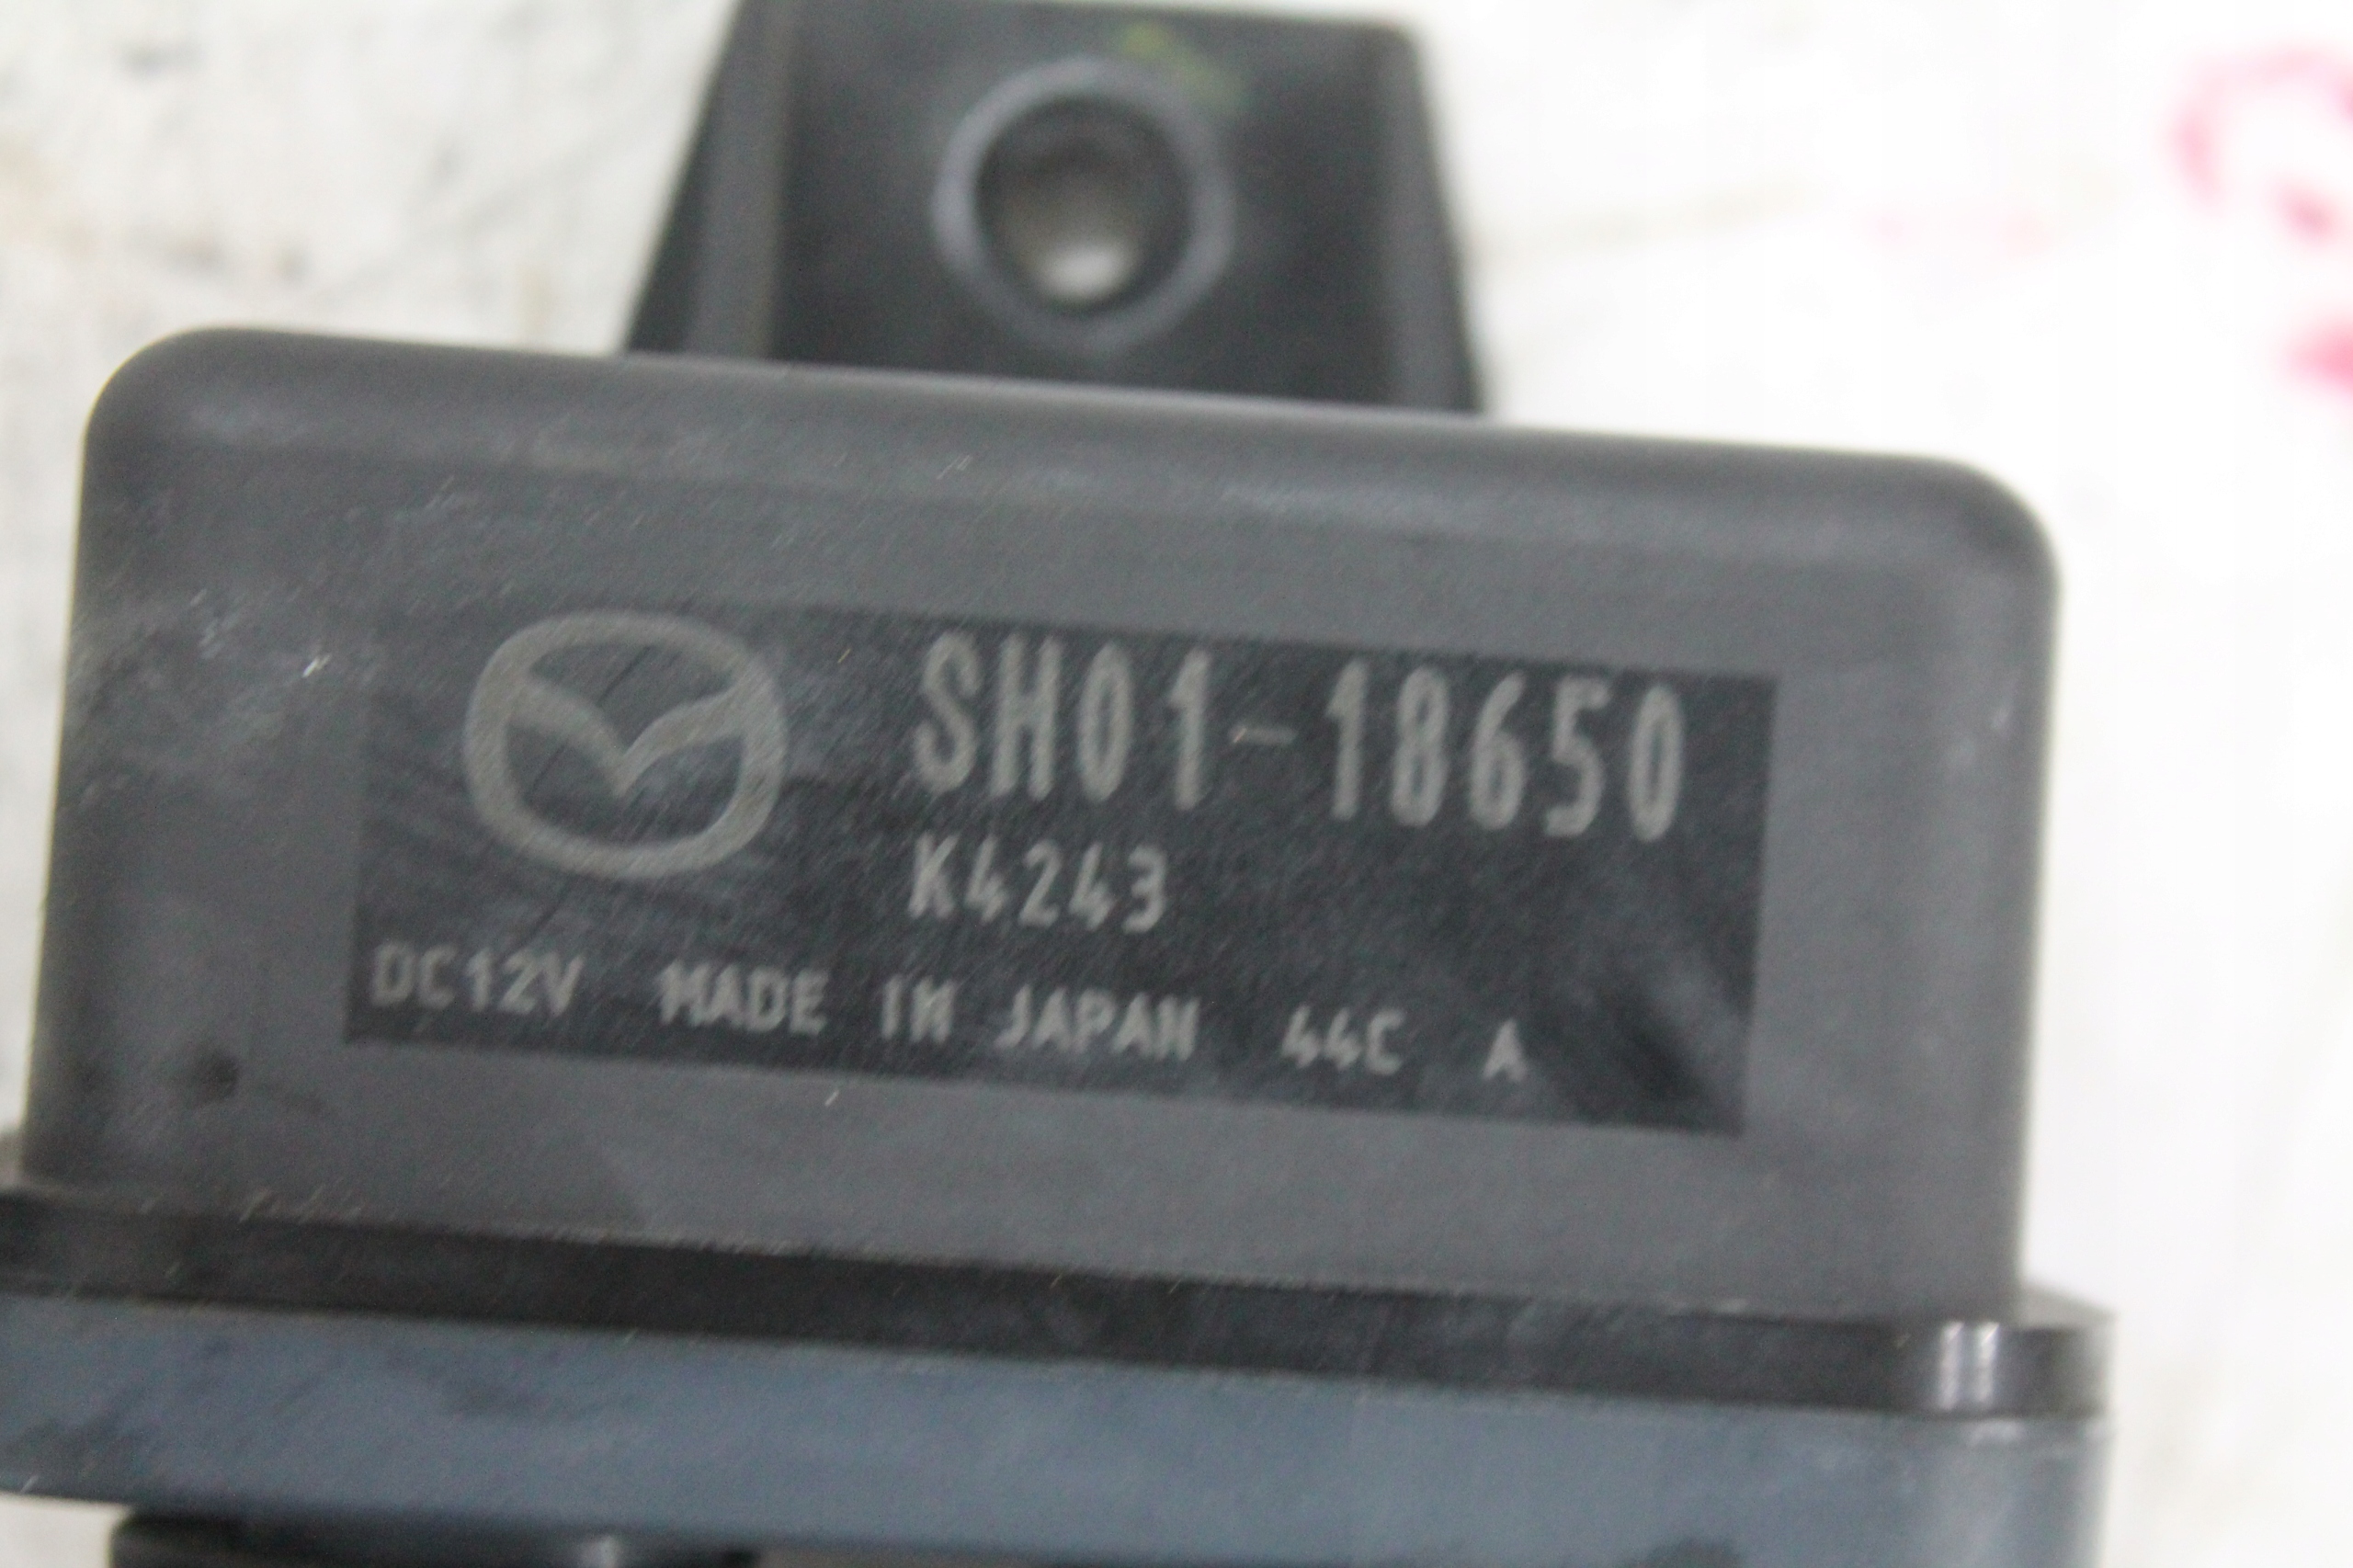 SH01-18650
K4243
DC12V MADE IN JAPAN 44C A